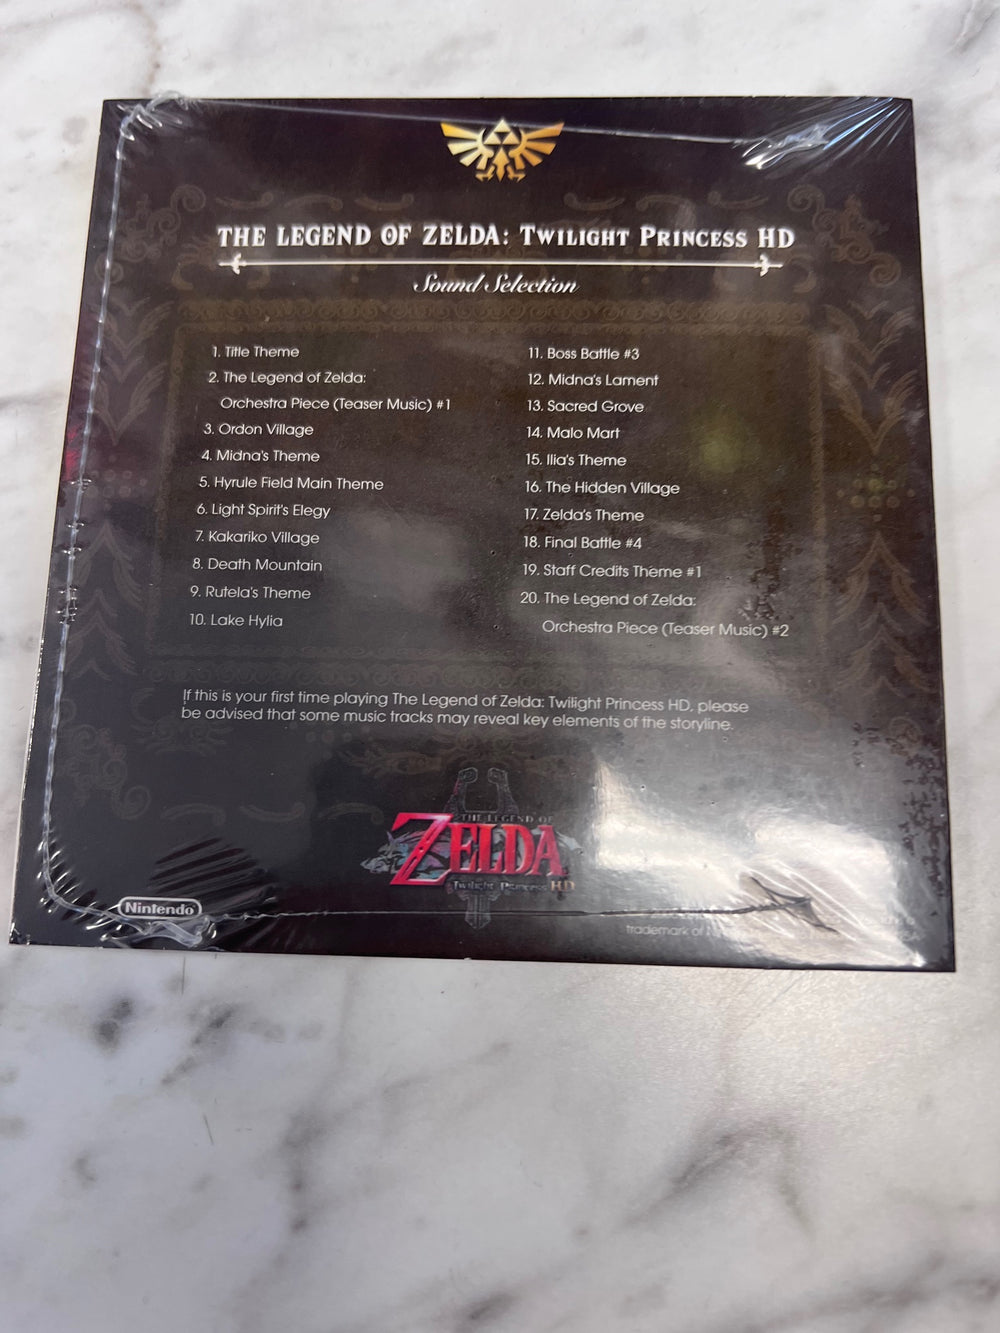 THE LEGEND OF ZELDA: TWILIGHT PRINCESS HD
Sound Selection
1. Title Theme
2. The Legend of Zelda:
Orchestra Piece (Teaser Music) #1
3. Ordon Village
4. Midna's Theme
5. Hyrule Field Main Theme
6. Light Spirit's Elegy
7. Kakariko Village
8. Death Mountain
9. Rutela's Theme
10. Lake Hylia
11. Boss Battle #3
12. Midna's Lament
13. Sacred Grove
14. Malo Mart
15. Ilia's Theme
16. The Hidden Village
17. Zelda's Theme
18. Final Battle #4
19. Staff Credits Theme #1
20. The Legend of Zelda:
Orchestra Piece (Teaser Music) #2
If this is your first time playing The Legend of Zelda: Twilight Princess HD, please
be advised that some music tracks may reveal key elements of the storyline.
THE LEGEND OF
ZELDA
Twilight Princess HD
Nintendo
trademark of